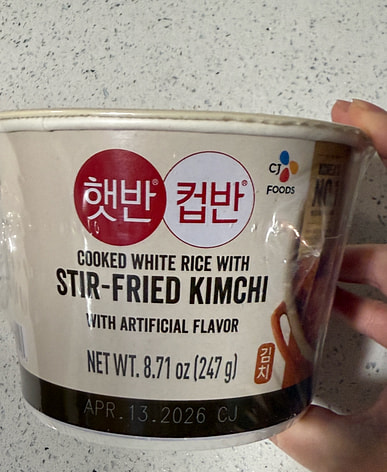 햇반® 컵반®
CJ
FOODS
NO
COOKED WHITE RICE WITH
STIR-FRIED KIMCHI
WITH ARTIFICIAL FLAVOR
NET WT. 8.71 oz (247 g)
김치
APR.13.2026 CJ